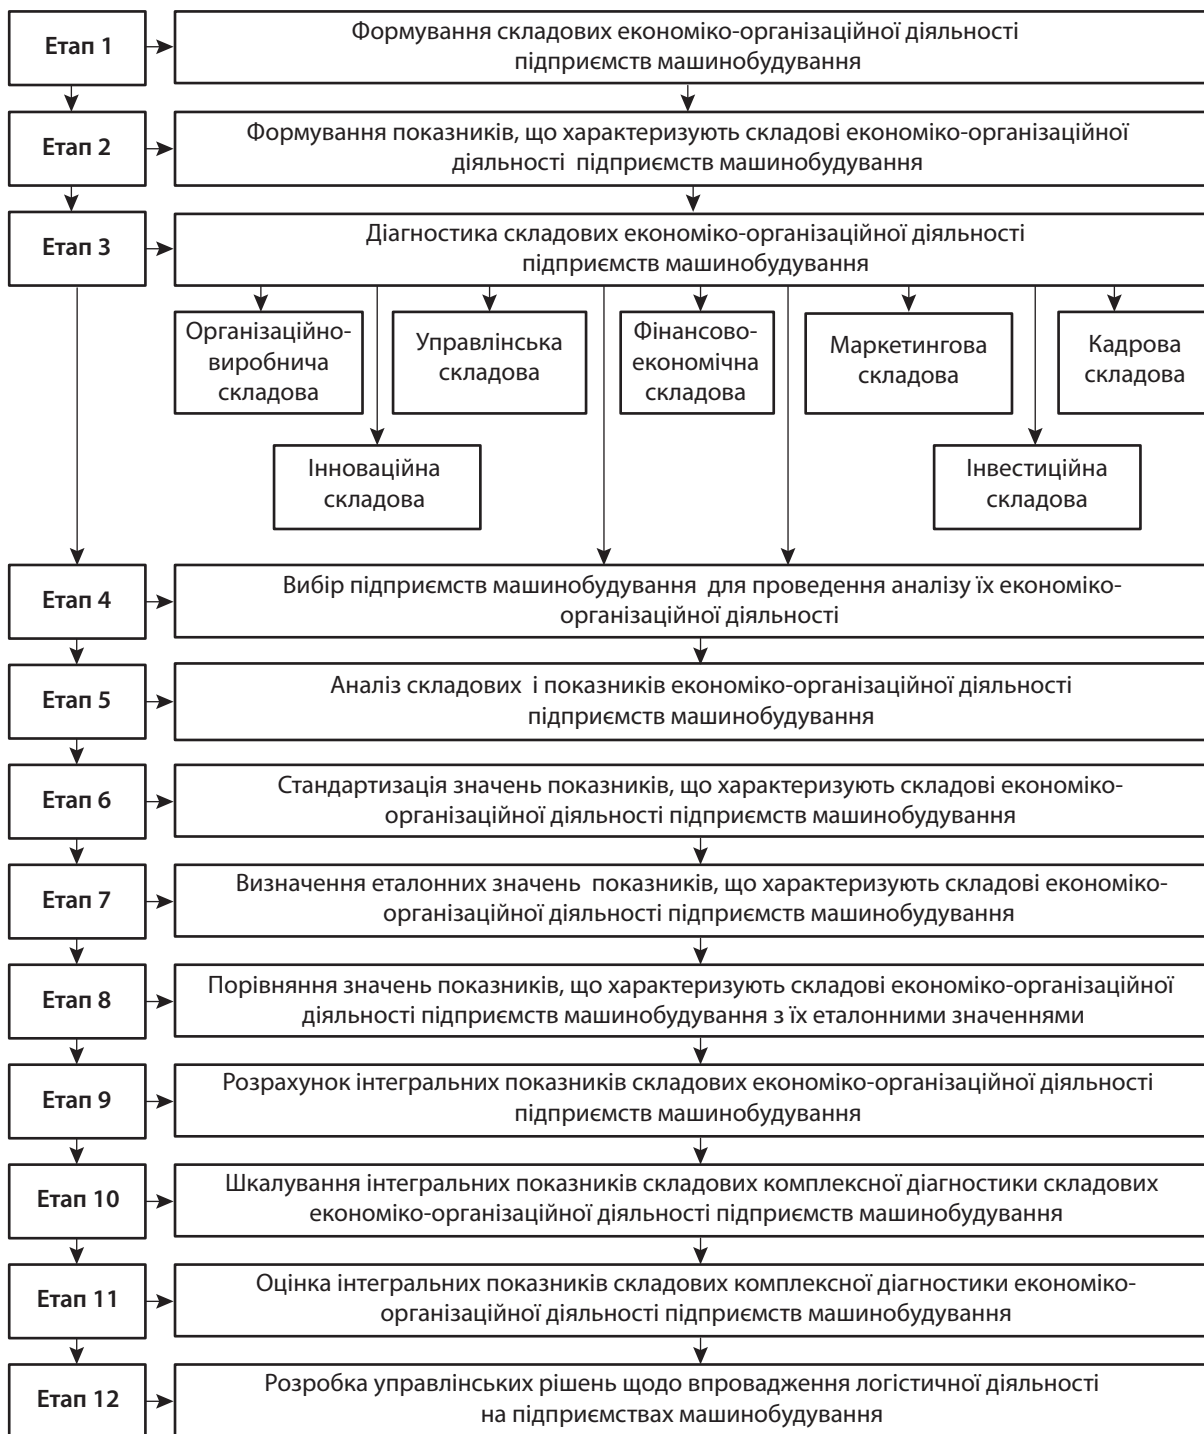 Етап 1
Формування складових економіко-організаційної діяльності
підприємств машинобудування
Етап 2
Формування показників, що характеризують складові економіко-організаційної
діяльності підприємств машинобудування
Етап 3
Діагностика складових економіко-організаційної діяльності
підприємств машинобудування
Організаційно-
виробнича
складова
Управлінська
складова
Фінансово-
економічна
складова
Маркетингова
складова
Кадрова
складова
Інноваційна
складова
Інвестиційна
складова
Етап 4
Вибір підприємств машинобудування для проведення аналізу їх економіко-
організаційної діяльності
Етап 5
Аналіз складових і показників економіко-організаційної діяльності
підприємств машинобудування
Етап 6
Стандартизація значень показників, що характеризують складові економіко-
організаційної діяльності підприємств машинобудування
Етап 7
Визначення еталонних значень показників, що характеризують складові економіко-
організаційної діяльності підприємств машинобудування
Етап 8
Порівняння значень показників, що характеризують складові економіко-організаційної
діяльності підприємств машинобудування з їх еталонними значеннями
Етап 9
Розрахунок інтегральних показників складових економіко-організаційної діяльності
підприємств машинобудування
Етап 10
Шкалування інтегральних показників складових комплексної діагностики складових
економіко-організаційної діяльності підприємств машинобудування
Етап 11
Оцінка інтегральних показників складових комплексної діагностики економіко-
організаційної діяльності підприємств машинобудування
Етап 12
Розробка управлінських рішень щодо впровадження логістичної діяльності
на підприємствах машинобудування